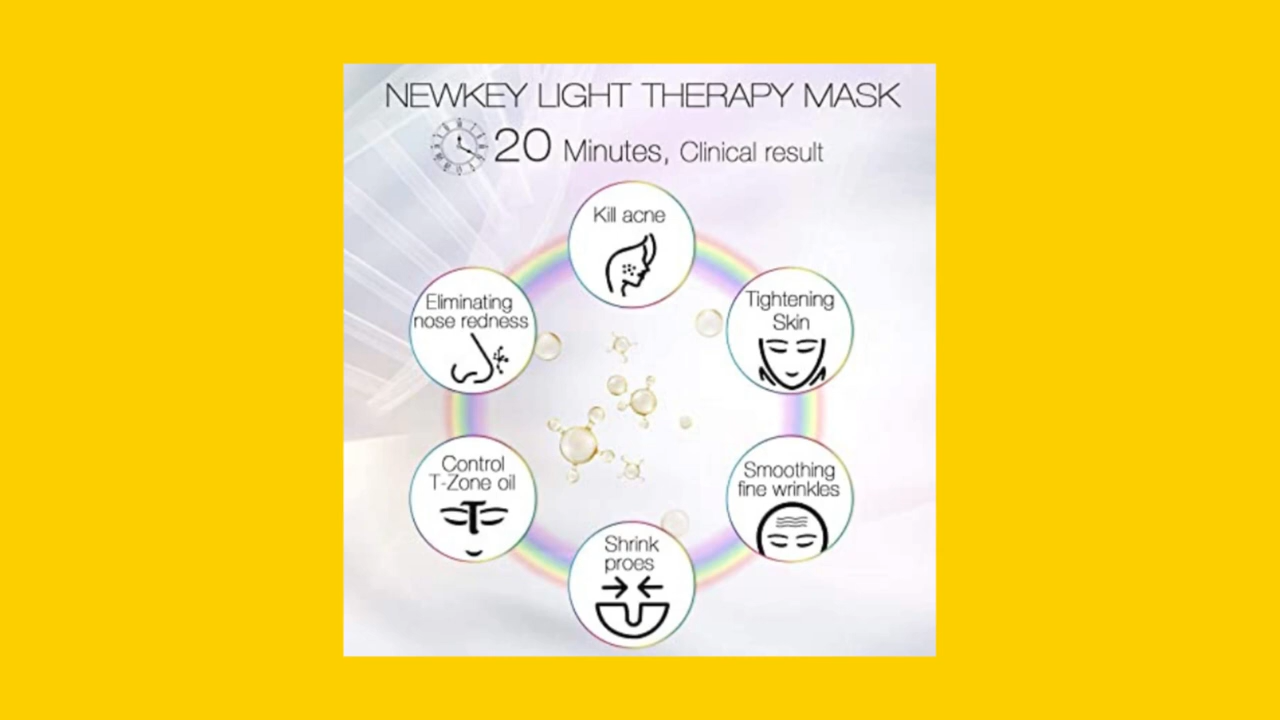 NEWKEY LIGHT THERAPY MASK
20 Minutes, Clinical result
Kill acne
Eliminating
nose redness
Tightening
Skin
Control
T-Zone oil
Smoothing
fine wrinkles
Shrink
proes